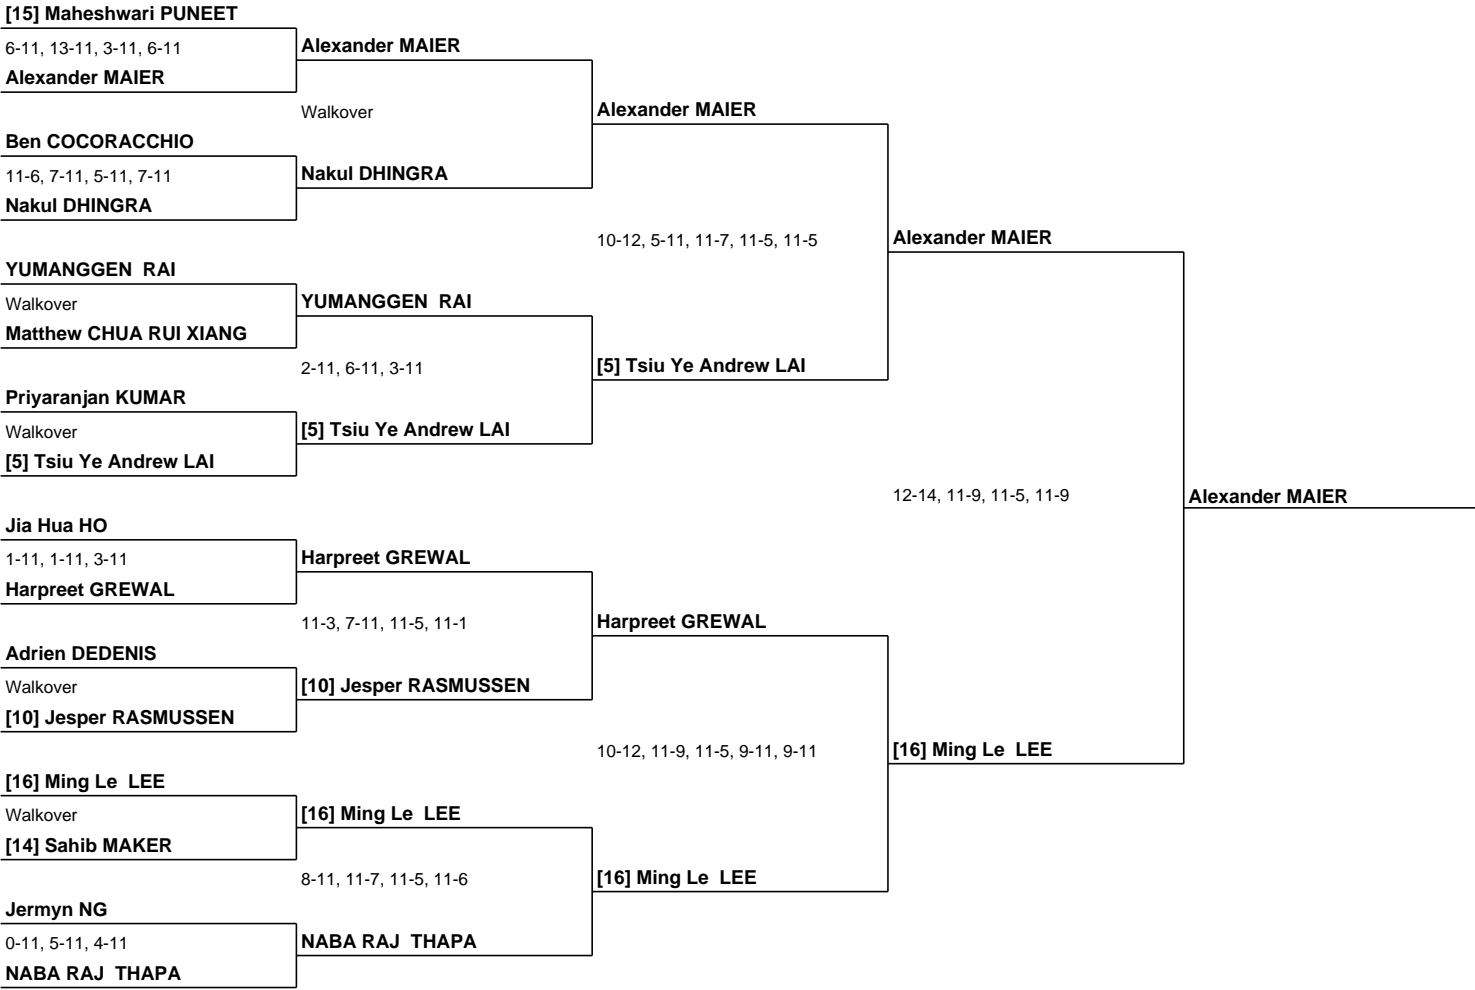 [15] Maheshwari PUNEET
6-11, 13-11, 3-11, 6-11
Alexander MAIER
Ben COCORACCHIO
11-6, 7-11, 5-11, 7-11
Nakul DHINGRA
YUMANGGEN  RAI
Walkover
Matthew CHUA RUI XIANG
Priyaranjan KUMAR
Walkover
[5] Tsiu Ye Andrew LAI
Jia Hua HO
1-11, 1-11, 3-11
Harpreet GREWAL
Adrien DEDENIS
Walkover
[10] Jesper RASMUSSEN
[16] Ming Le  LEE
Walkover
[14] Sahib MAKER
Jermyn NG
0-11, 5-11, 4-11
NABA RAJ  THAPA
Alexander MAIER
Walkover
Nakul DHINGRA
YUMANGGEN  RAI
2-11, 6-11, 3-11
[5] Tsiu Ye Andrew LAI
Harpreet GREWAL
11-3, 7-11, 11-5, 11-1
[10] Jesper RASMUSSEN
[16] Ming Le  LEE
8-11, 11-7, 11-5, 11-6
NABA RAJ  THAPA
Alexander MAIER
10-12, 5-11, 11-7, 11-5, 11-5
[5] Tsiu Ye Andrew LAI
Harpreet GREWAL
10-12, 11-9, 11-5, 9-11, 9-11
[16] Ming Le  LEE
Alexander MAIER
12-14, 11-9, 11-5, 11-9
[16] Ming Le  LEE
Alexander MAIER